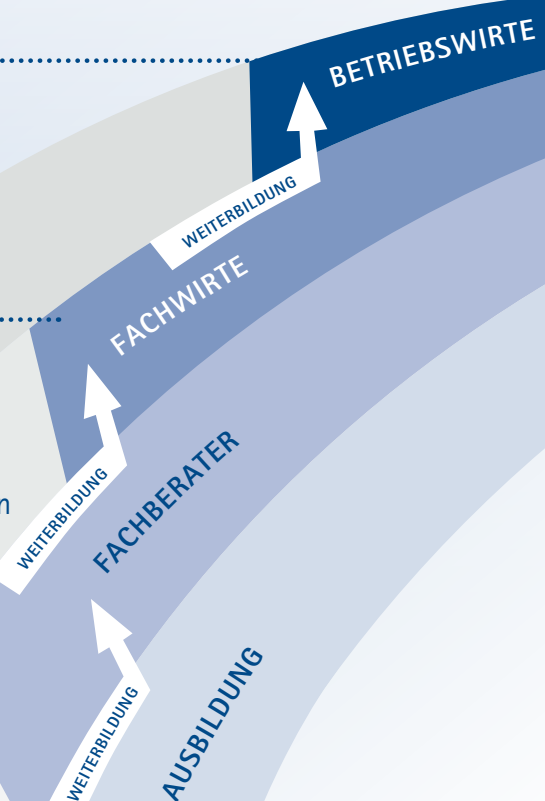 BETRIEBSWIRTE
WEITERBILDUNG
FACHWIRTE
WEITERBILDUNG
FACHBERATER
WEITERBILDUNG
AUSBILDUNG